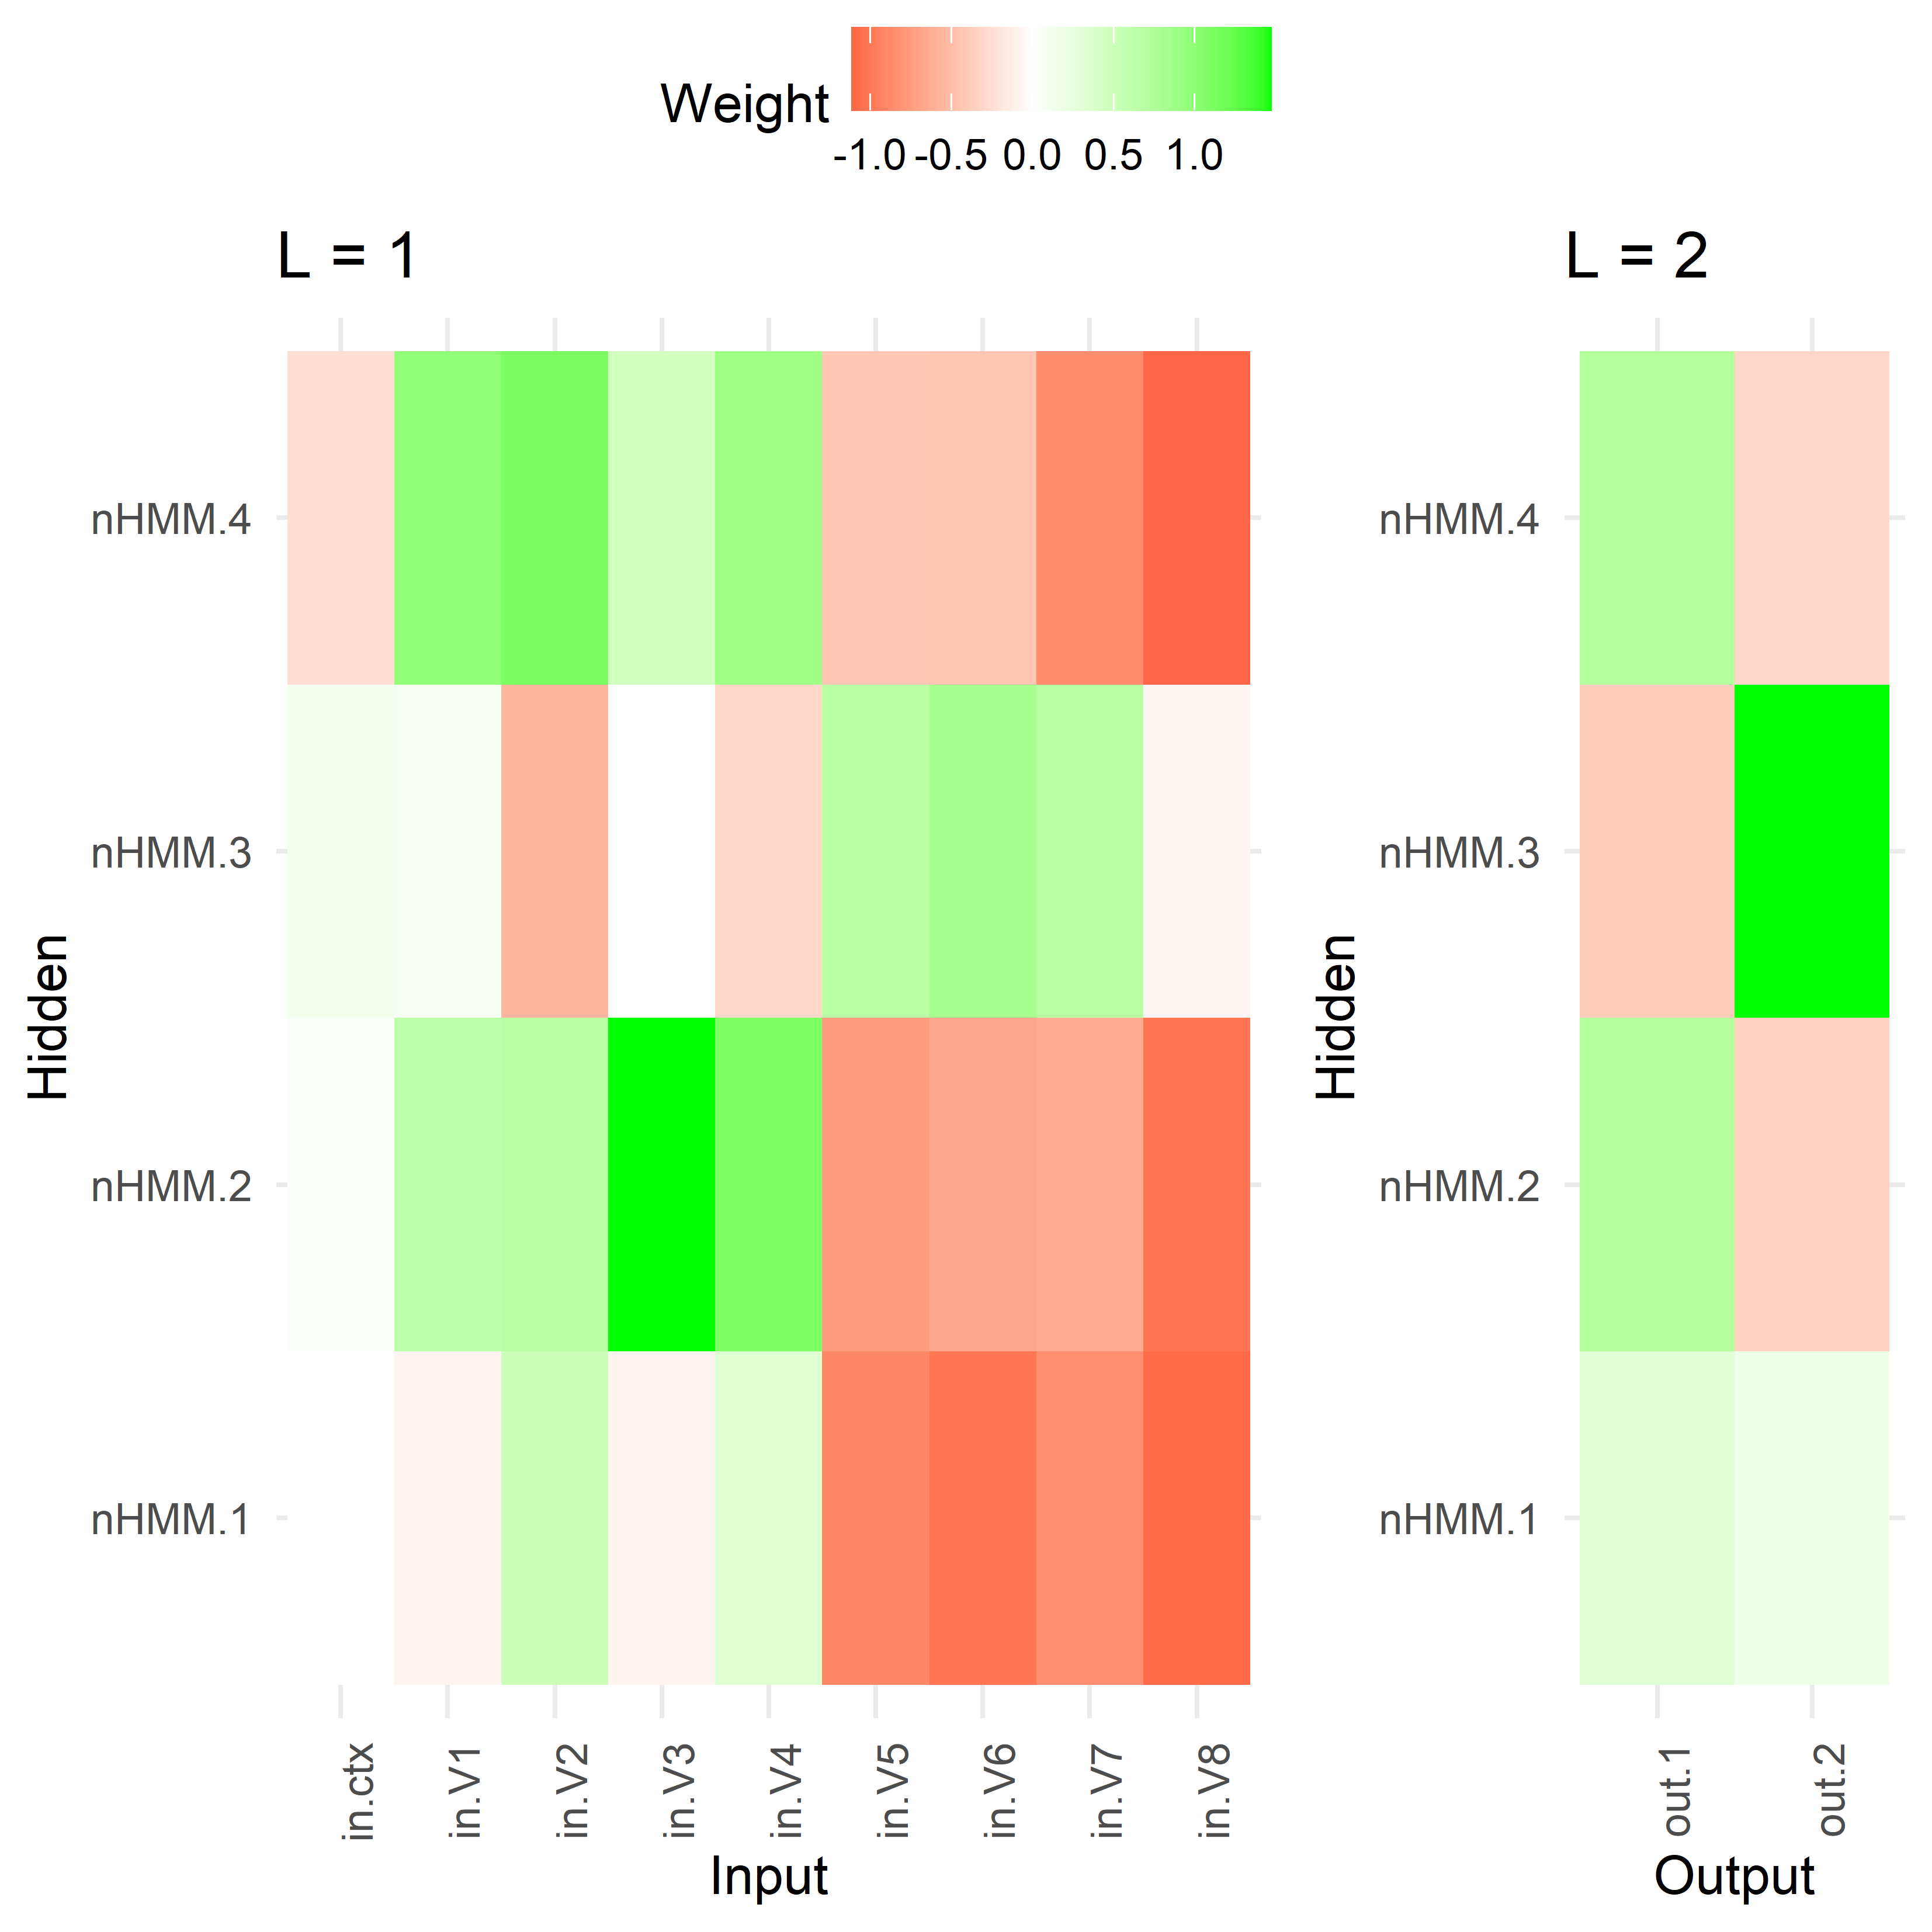 Weight
-1.0 -0.5 0.0 0.5 1.0
L = 1
nHMM.4
nHMM.3
nHMM.2
nHMM.1
Hidden
in.ctx in.V1 in.V2 in.V3 in.V4 in.V5 in.V6 in.V7 in.V8
Input
L = 2
nHMM.4
nHMM.3
nHMM.2
nHMM.1
Hidden
out.1 out.2
Output